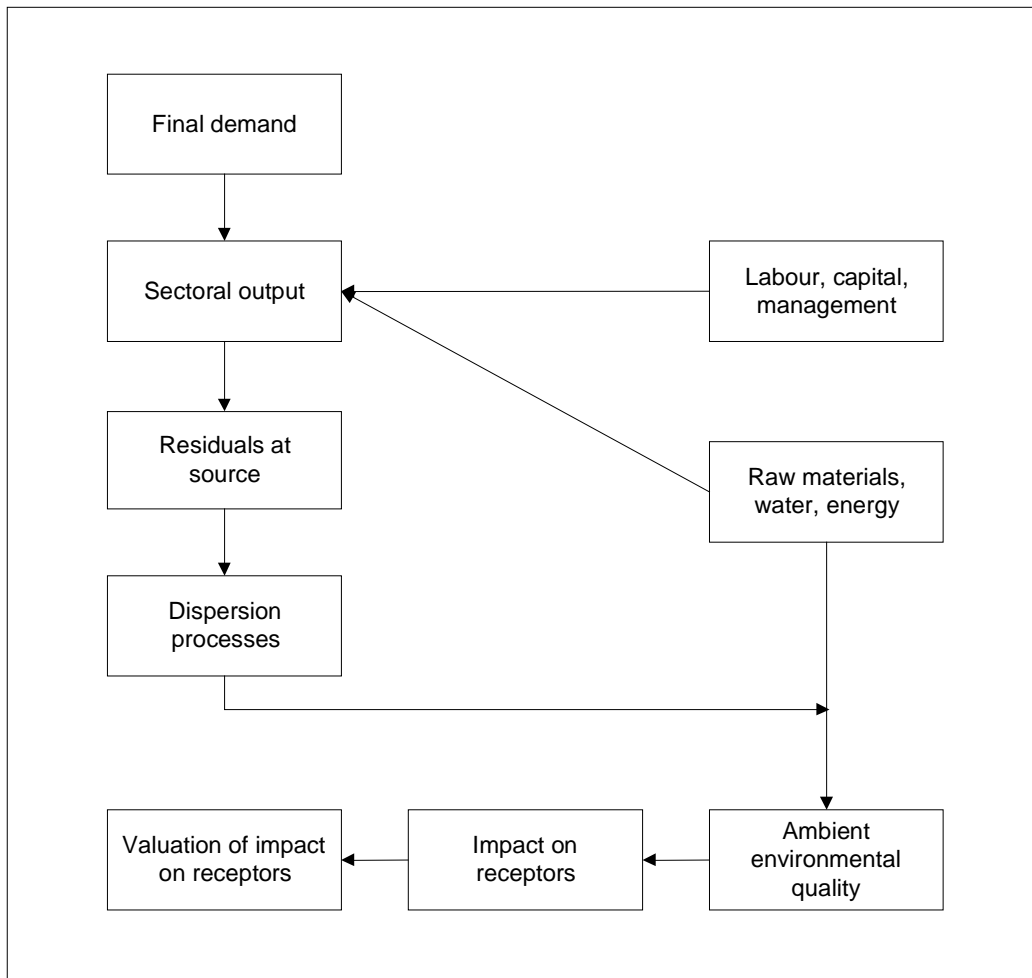 Final demand
Sectoral output
Labour, capital,
management
Residuals at
source
Raw materials,
water, energy
Dispersion
processes
Valuation of impact
on receptors
Impact on
receptors
Ambient
environmental
quality